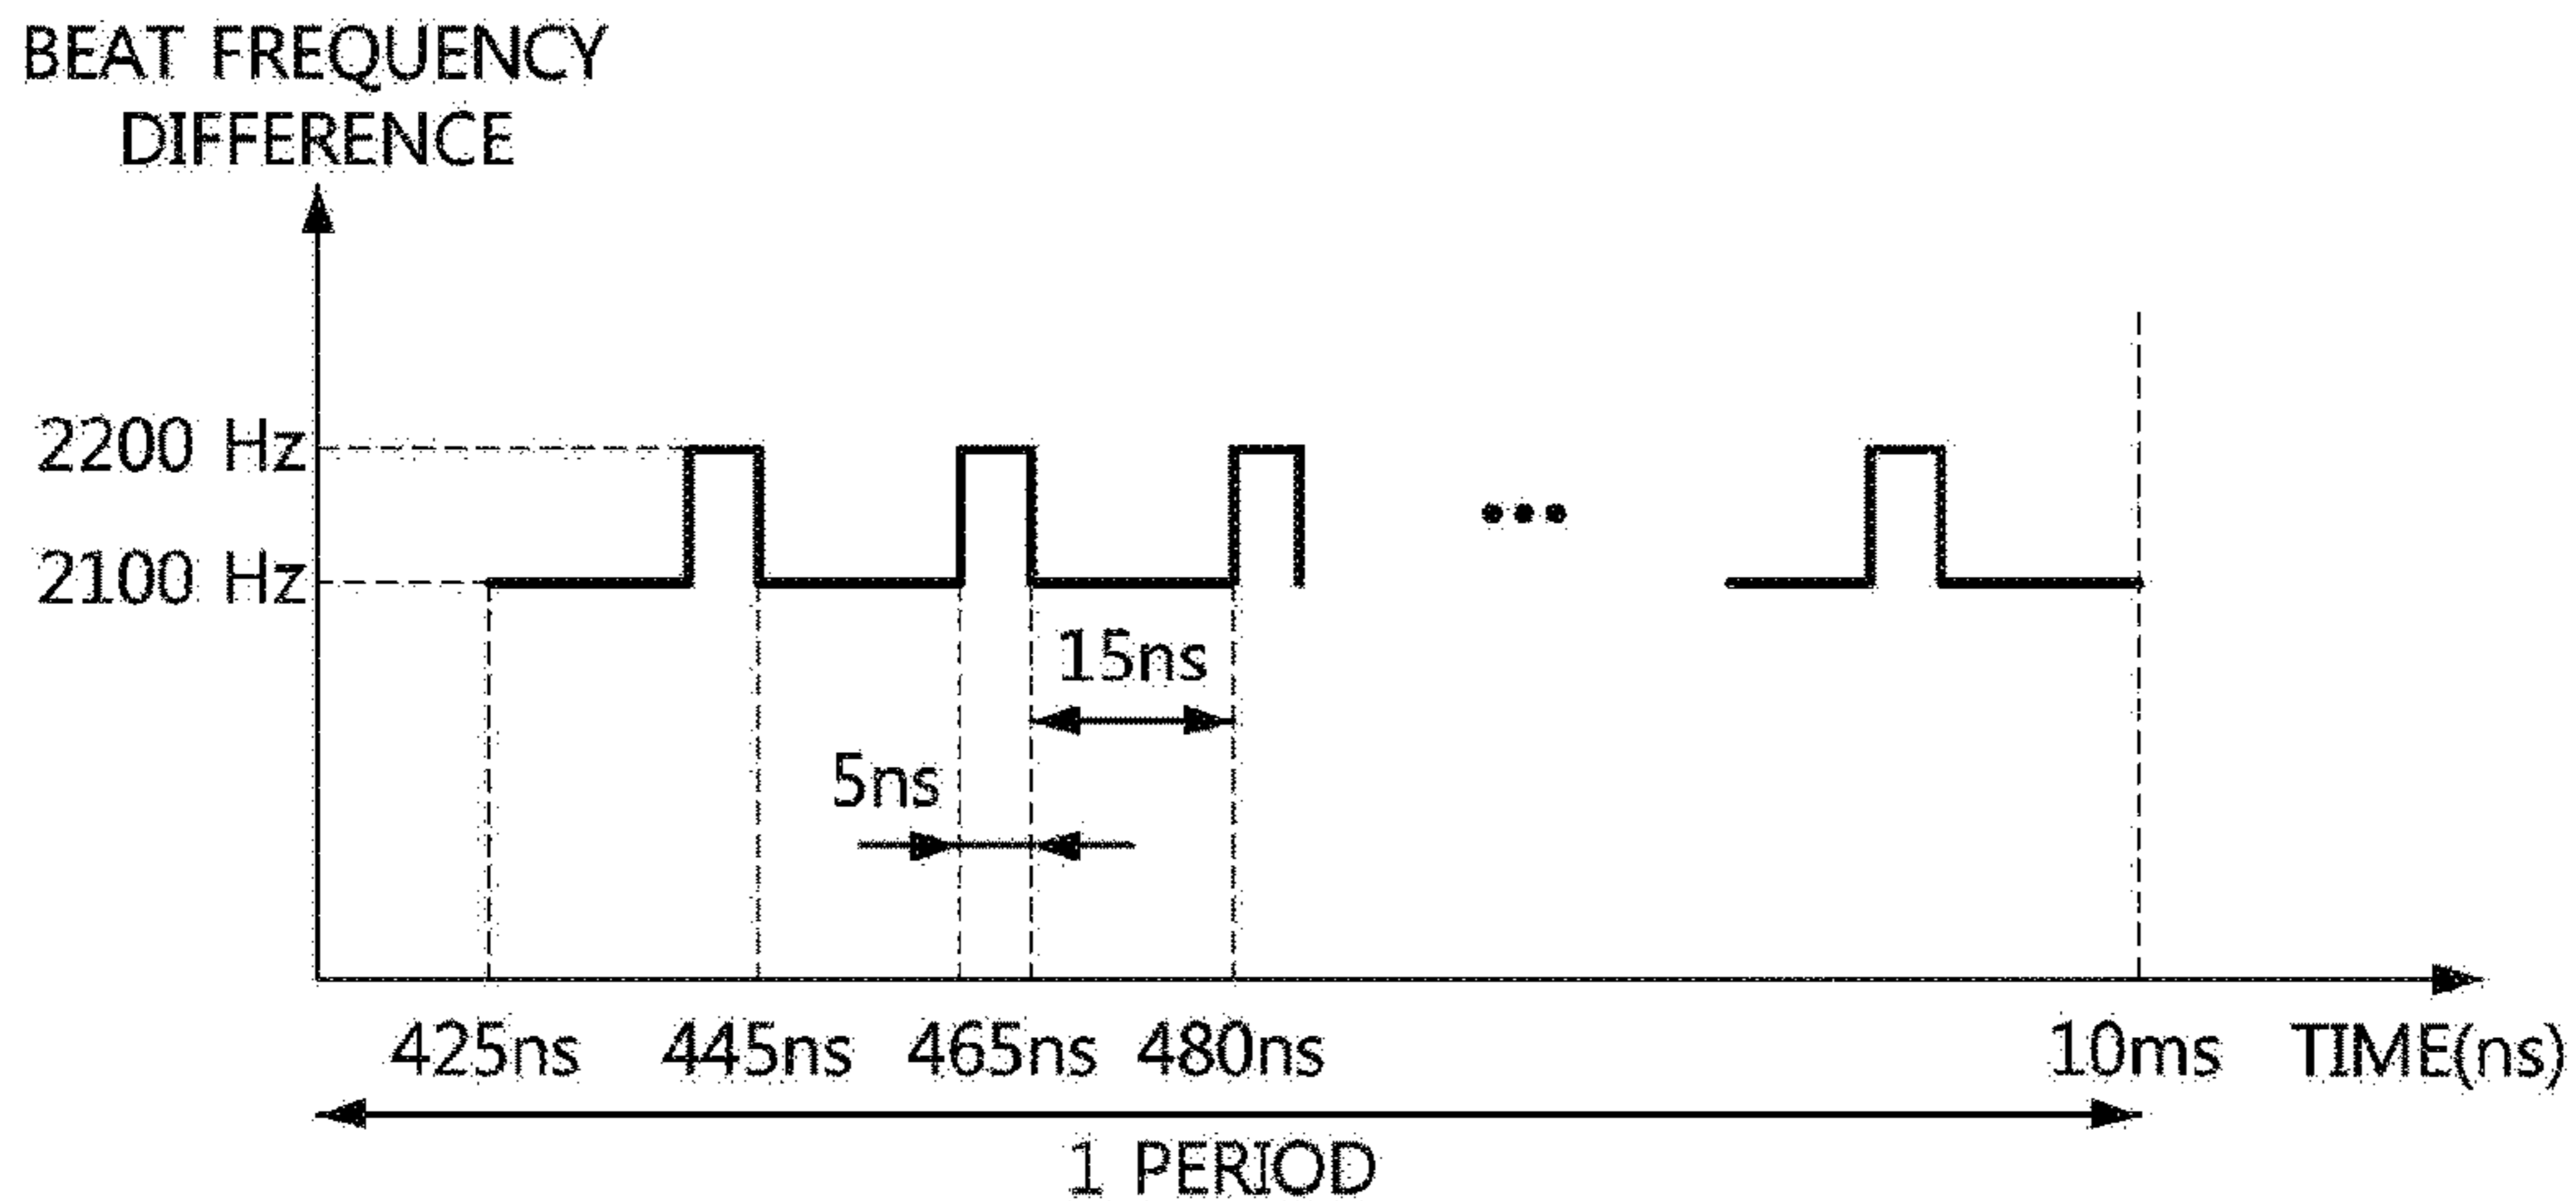 BEAT FREQUENCY
DIFFERENCE
2200 Hz
2100 Hz
15ns
5ns
425ns 445ns 465ns 480ns 10ms TIME(ns)
1 PERIOD